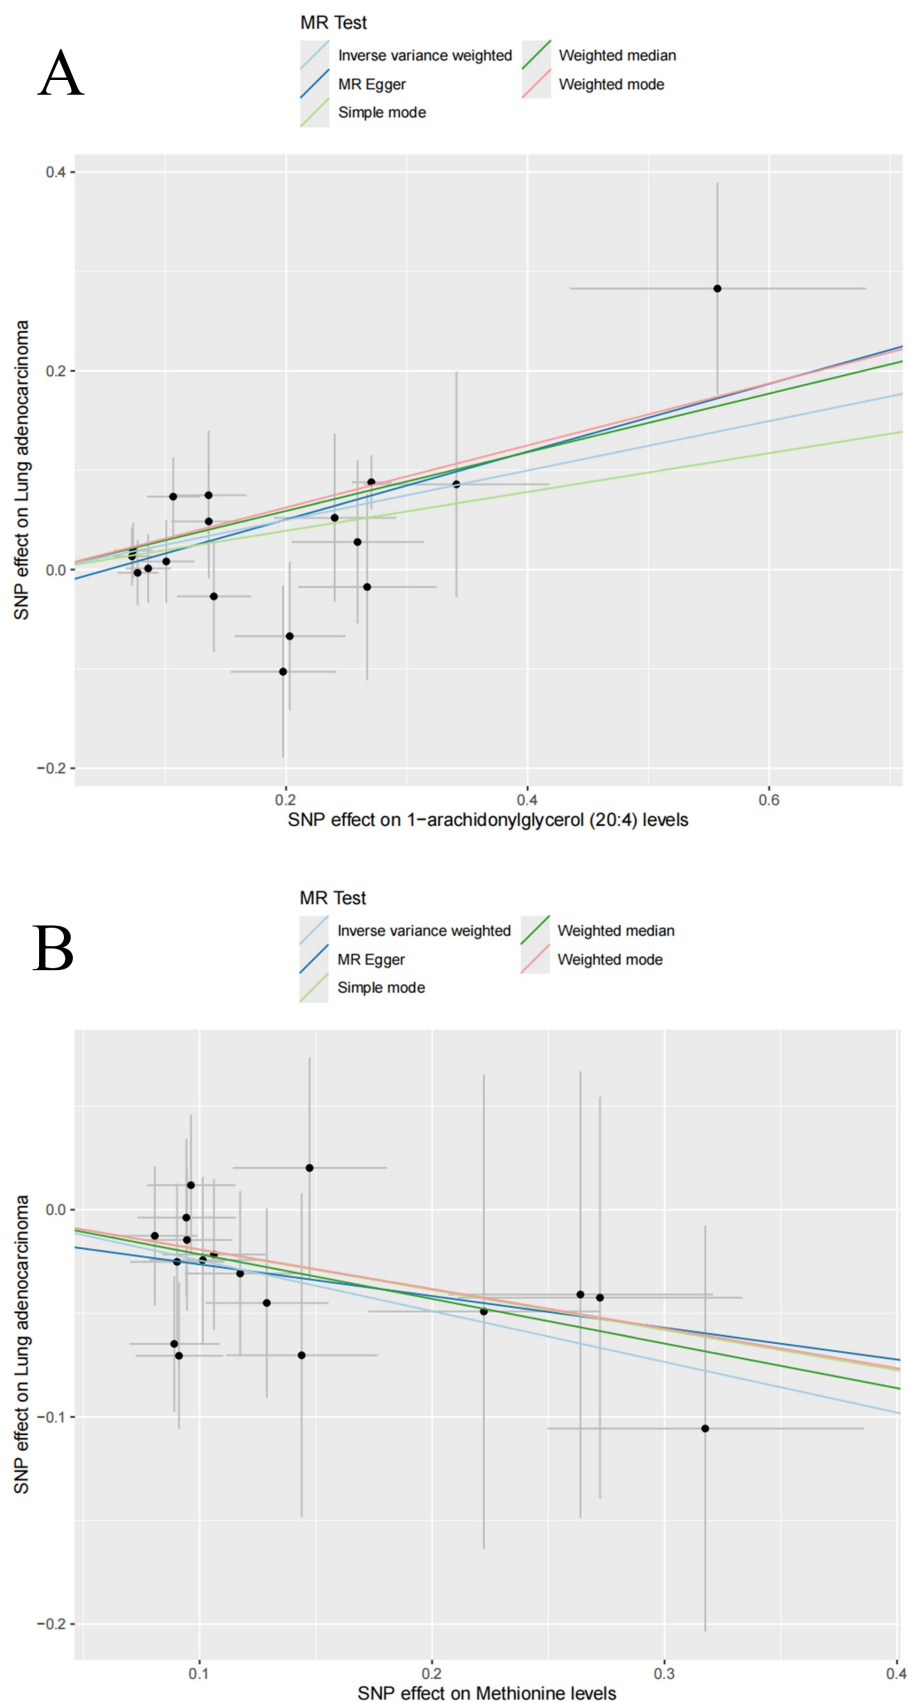 A
MR Test
Inverse variance weighted
Weighted median
MR Egger
Weighted mode
Simple mode
0.4
0.2
0.0
−0.2
SNP effect on Lung adenocarcinoma
0.2
0.4
0.6
SNP effect on 1−arachidonylglycerol (20:4) levels
B
MR Test
Inverse variance weighted
Weighted median
MR Egger
Weighted mode
Simple mode
0.0
−0.1
−0.2
SNP effect on Lung adenocarcinoma
0.1
0.2
0.3
0.4
SNP effect on Methionine levels